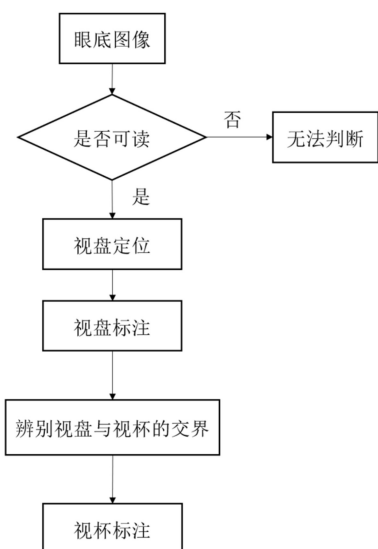 眼底图像
是否可读
否
无法判断
是
视盘定位
视盘标注
辨别视盘与视杯的交界
视杯标注